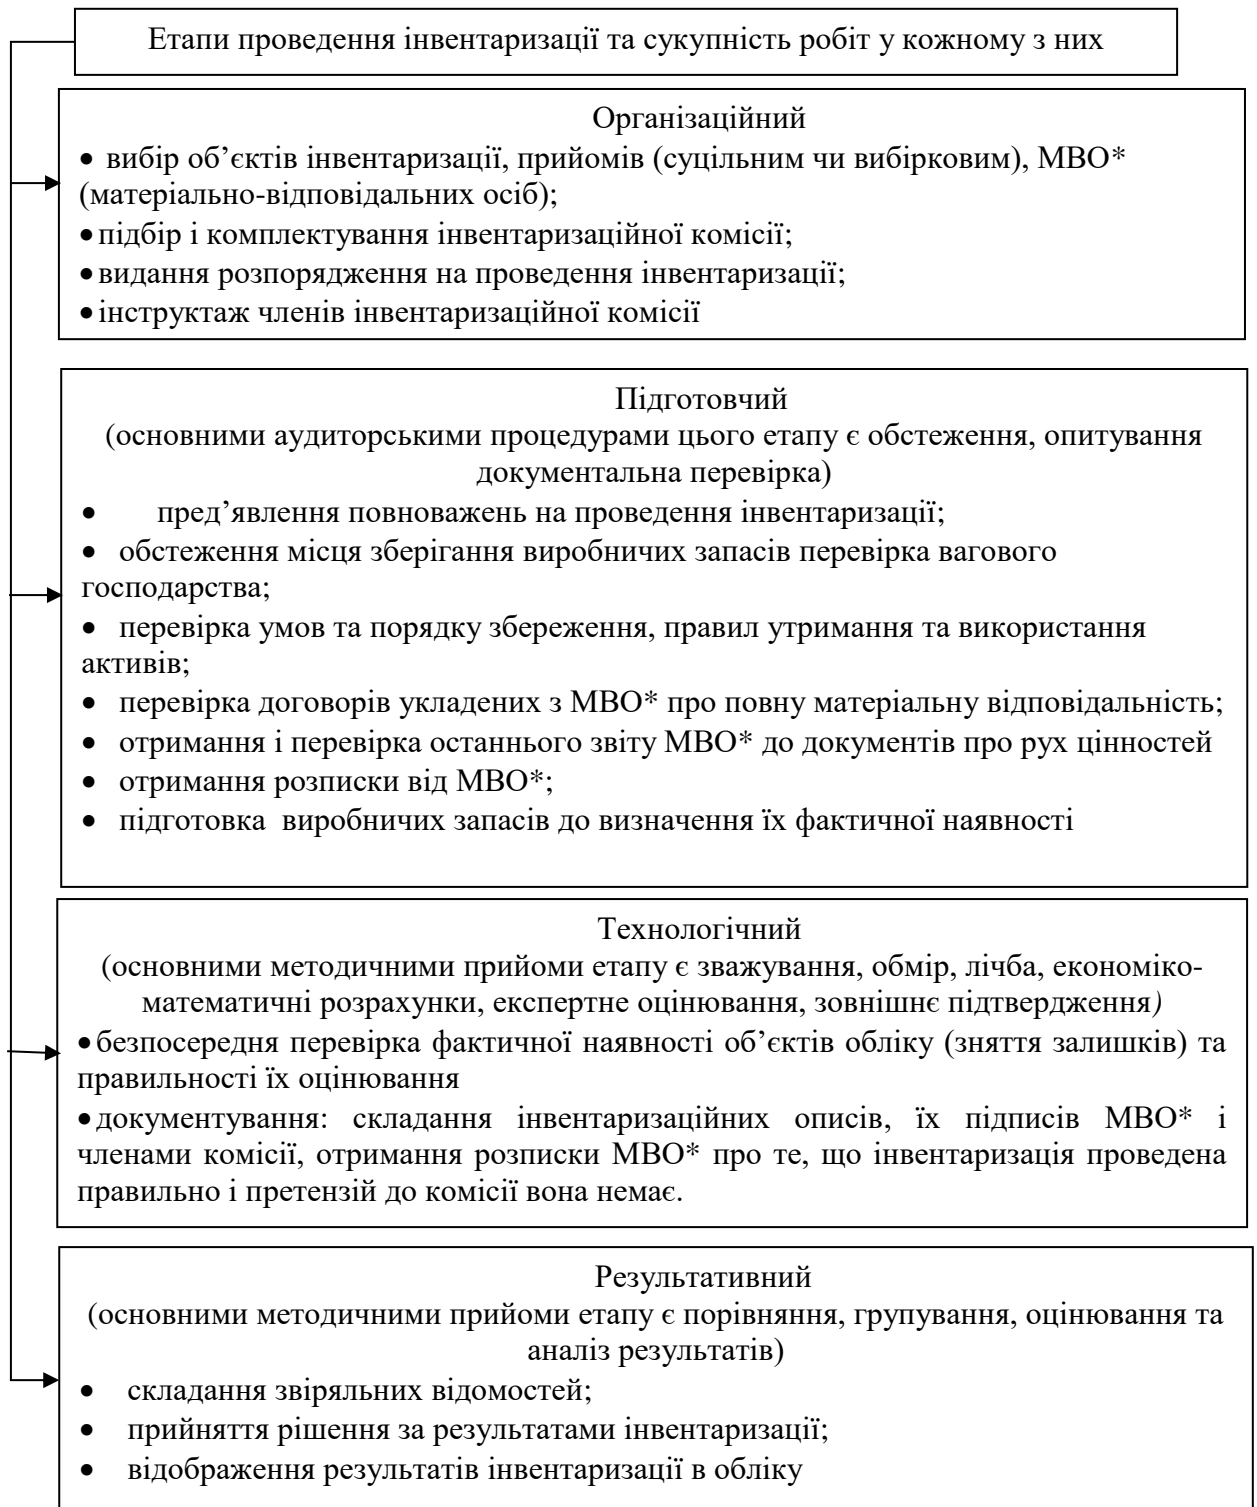 Етапи проведення інвентаризації та сукупність робіт у кожному з них
Організаційний
• вибір об’єктів інвентаризації, прийомів (суцільним чи вибірковим), МВО*
(матеріально-відповідальних осіб);
• підбір і комплектування інвентаризаційної комісії;
• видання розпорядження на проведення інвентаризації;
• інструктаж членів інвентаризаційної комісії
Підготовчий
(основними аудиторськими процедурами цього етапу є обстеження, опитування
документальна перевірка)
• пред’явлення повноважень на проведення інвентаризації;
• обстеження місця зберігання виробничих запасів перевірка вагового
господарства;
• перевірка умов та порядку збереження, правил утримання та використання
активів;
• перевірка договорів укладених з МВО* про повну матеріальну відповідальність;
• отримання і перевірка останнього звіту МВО* до документів про рух цінностей
• отримання розписки від МВО*;
• підготовка виробничих запасів до визначення їх фактичної наявності
Технологічний
(основними методичними прийоми етапу є зважування, обмір, лічба, економіко-
математичні розрахунки, експертне оцінювання, зовнішнє підтвердження)
• безпосередня перевірка фактичної наявності об’єктів обліку (зняття залишків) та
правильності їх оцінювання
• документування: складання інвентаризаційних описів, їх підписів МВО* і
членами комісії, отримання розписки МВО* про те, що інвентаризація проведена
правильно і претензій до комісії вона немає.
Результативний
(основними методичними прийоми етапу є порівняння, групування, оцінювання та
аналіз результатів)
• складання звіряльних відомостей;
• прийняття рішення за результатами інвентаризації;
• відображення результатів інвентаризації в обліку